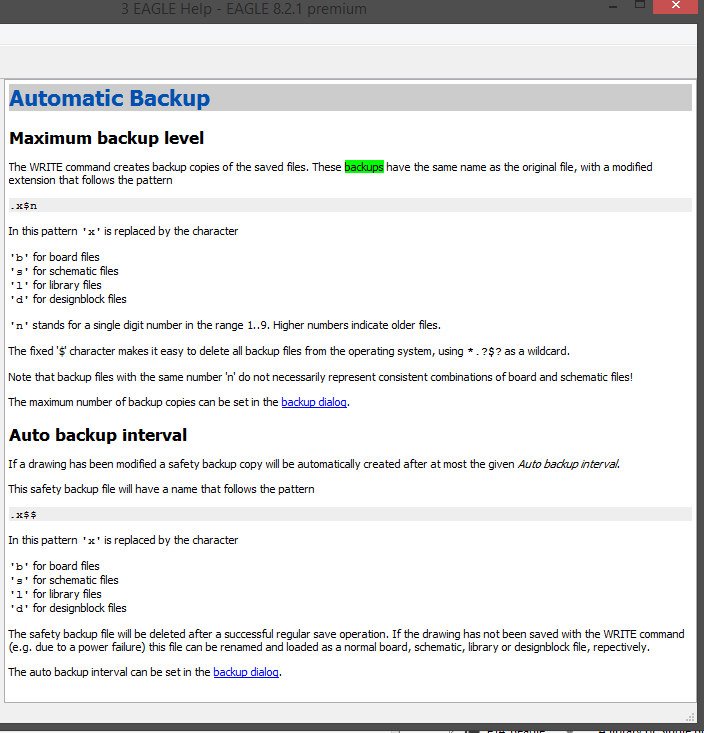 3 EAGLE Help - EAGLE 8.2.1 premium
Automatic Backup
Maximum backup level
The WRITE command creates backup copies of the saved files. These backups have the same name as the original file, with a modified
extension that follows the pattern
.x$n
In this pattern 'x' is replaced by the character
'b' for board files
's' for schematic files
'l' for library files
'd' for designblock files
'n' stands for a single digit number in the range 1..9. Higher numbers indicate older files.
The fixed '$' character makes it easy to delete all backup files from the operating system, using *.?$? as a wildcard.
Note that backup files with the same number 'n' do not necessarily represent consistent combinations of board and schematic files!
The maximum number of backup copies can be set in the backup dialog.
Auto backup interval
If a drawing has been modified a safety backup copy will be automatically created after at most the given Auto backup interval.
This safety backup file will have a name that follows the pattern
.x$$
In this pattern 'x' is replaced by the character
'b' for board files
's' for schematic files
'l' for library files
'd' for designblock files
The safety backup file will be deleted after a successful regular save operation. If the drawing has not been saved with the WRITE command
(e.g. due to a power failure) this file can be renamed and loaded as a normal board, schematic, library or designblock file, repectively.
The auto backup interval can be set in the backup dialog.